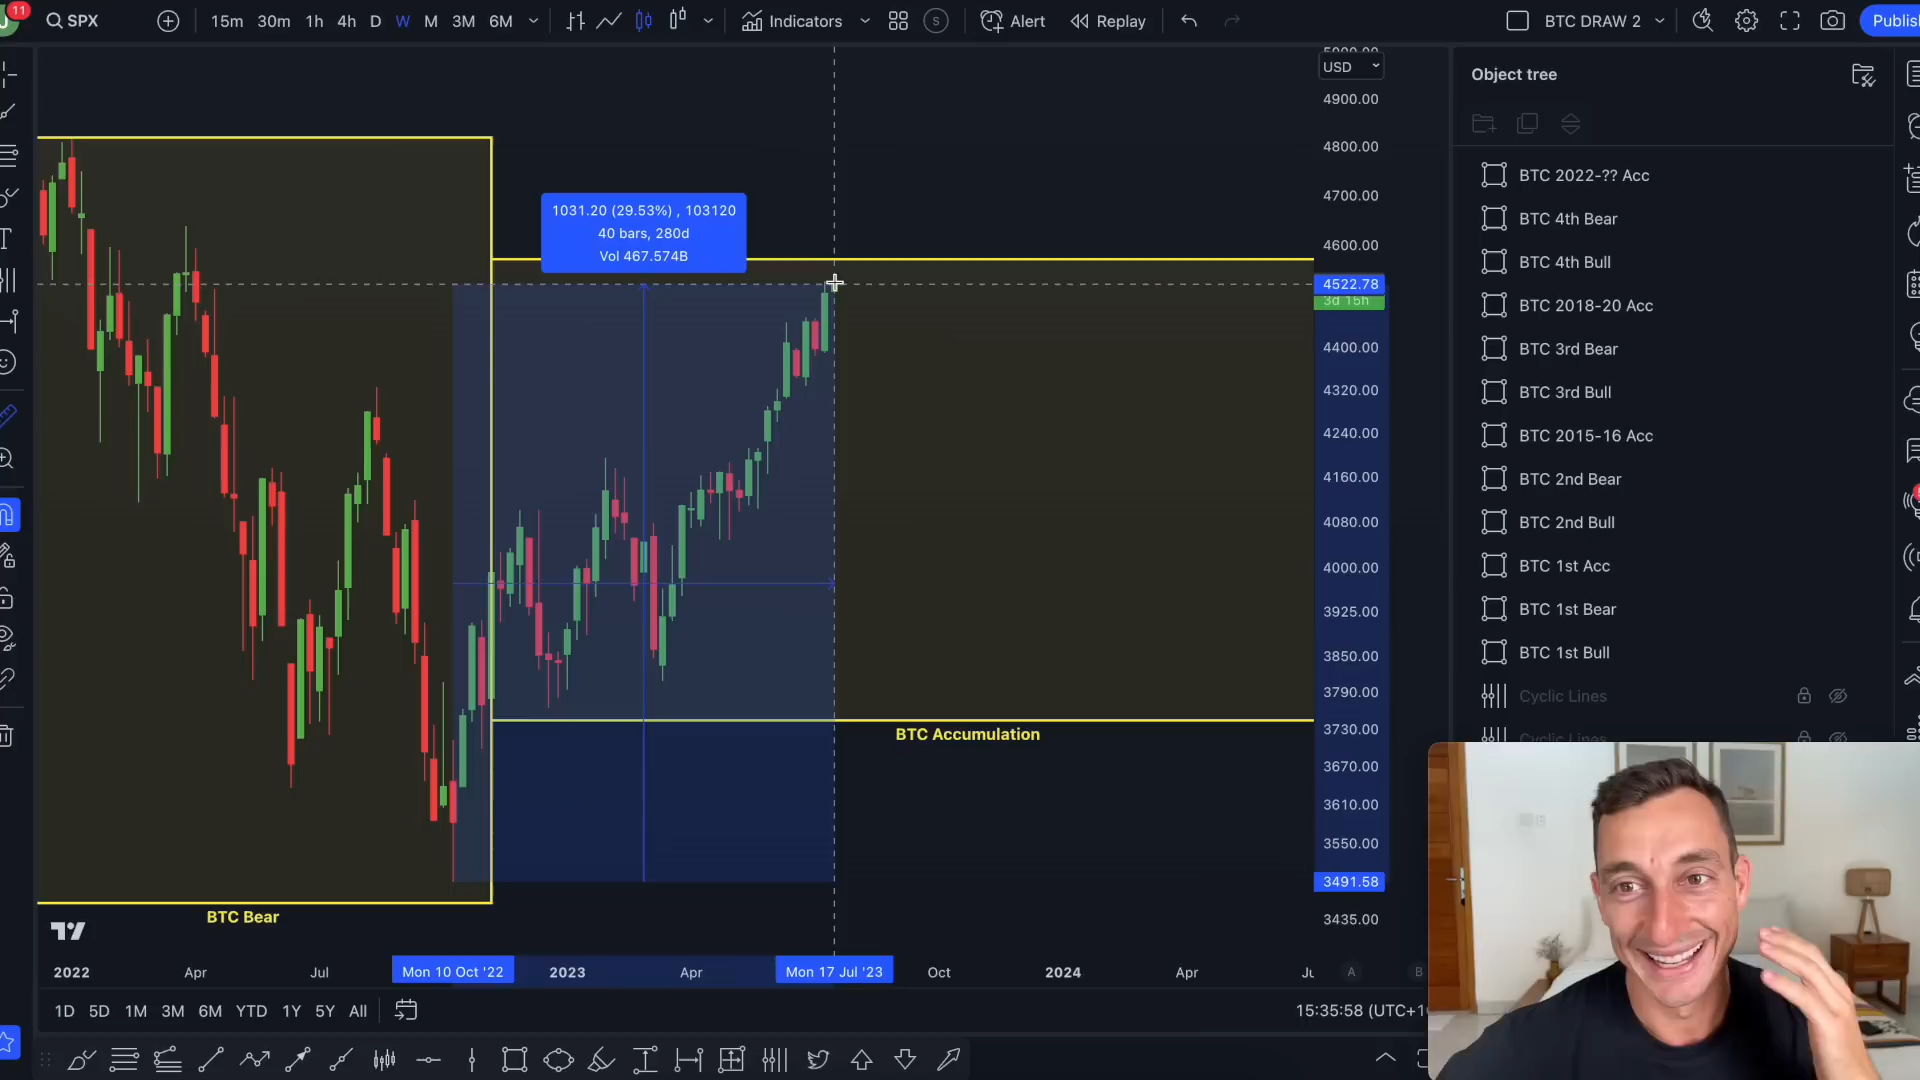 11
SPX
15m 30m 1h 4h D W M 3M 6M
Indicators
S
Alert
Replay
BTC DRAW 2
Publis
USD
5000.00
4900.00
4800.00
4700.00
4600.00
4522.78
3d 15h
4400.00
4320.00
4240.00
4160.00
4080.00
4000.00
3925.00
3850.00
3790.00
3730.00
3670.00
3610.00
3550.00
3491.58
3435.00
1031.20 (29.53%) , 103120
40 bars, 280d
Vol 467.574B
BTC Accumulation
BTC Bear
2022 Apr Jul Mon 10 Oct '22 2023 Apr Mon 17 Jul '23 Oct 2024 Apr Ju
A B
1D 5D 1M 3M 6M YTD 1Y 5Y All
15:35:58 (UTC+1
Object tree
BTC 2022-?? Acc
BTC 4th Bear
BTC 4th Bull
BTC 2018-20 Acc
BTC 3rd Bear
BTC 3rd Bull
BTC 2015-16 Acc
BTC 2nd Bear
BTC 2nd Bull
BTC 1st Acc
BTC 1st Bear
BTC 1st Bull
Cyclic Lines
Cyclic Lines